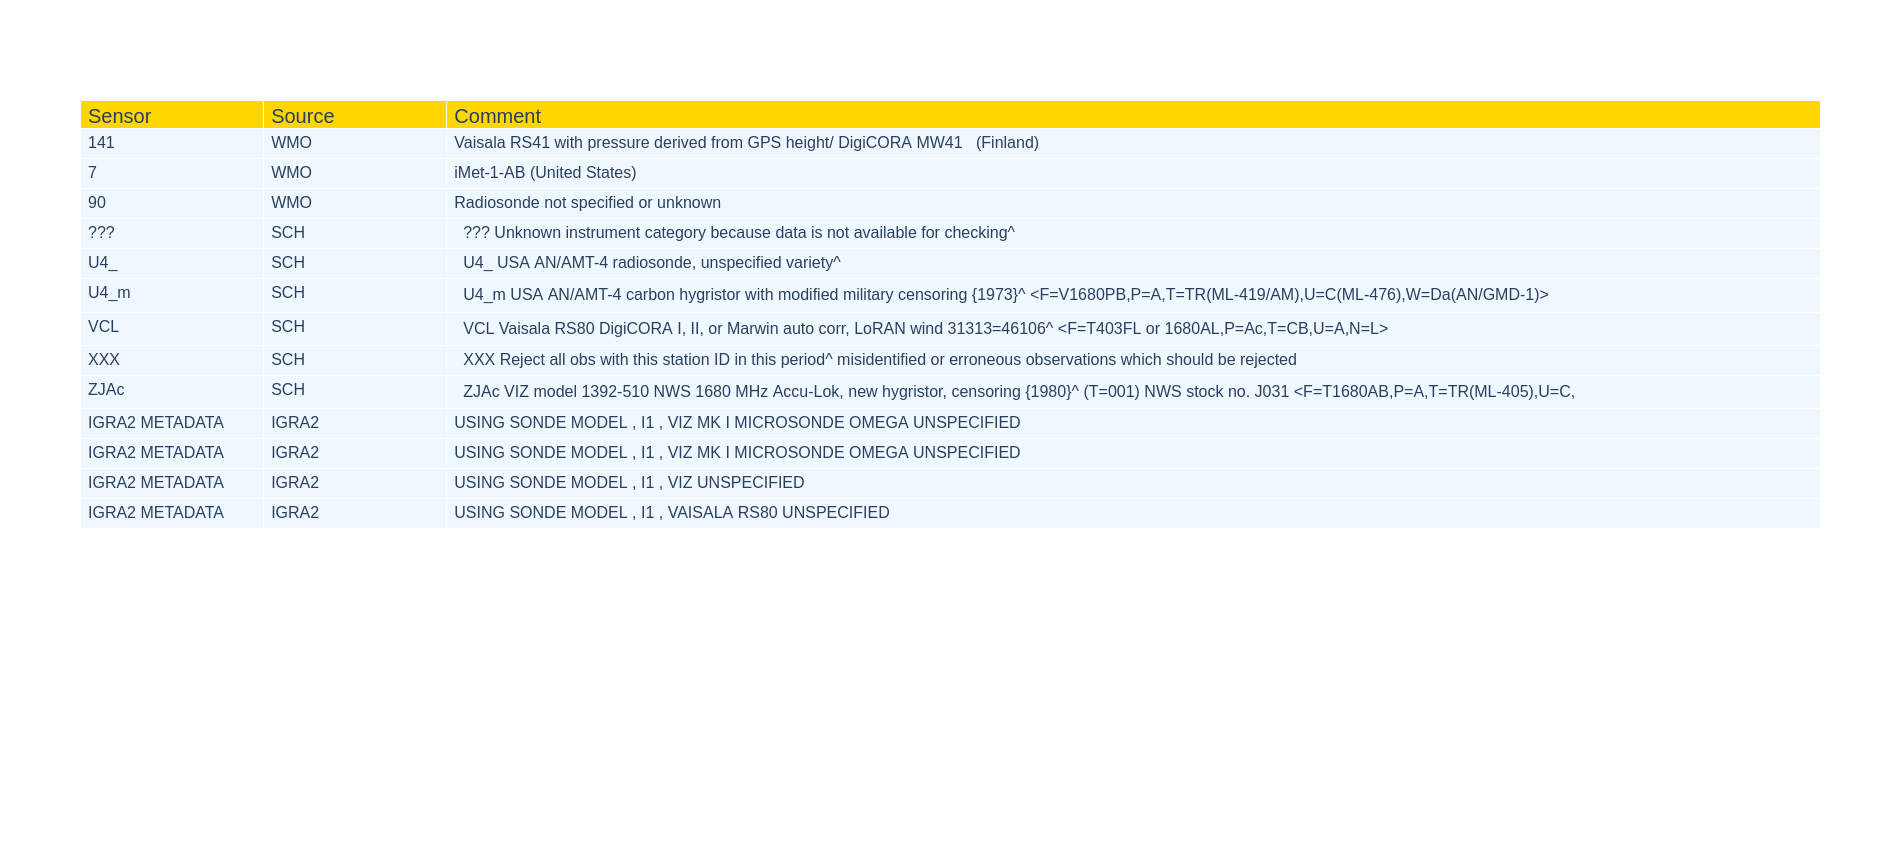 Sensor Source Comment
141 WMO Vaisala RS41 with pressure derived from GPS height/ DigiCORA MW41   (Finland)
7 WMO iMet-1-AB (United States)
90 WMO Radiosonde not specified or unknown
??? SCH ??? Unknown instrument category because data is not available for checking^
U4_ SCH U4_ USA AN/AMT-4 radiosonde, unspecified variety^
U4_m SCH U4_m USA AN/AMT-4 carbon hygristor with modified military censoring {1973}^ <F=V1680PB,P=A,T=TR(ML-419/AM),U=C(ML-476),W=Da(AN/GMD-1)>
VCL SCH VCL Vaisala RS80 DigiCORA I, II, or Marwin auto corr, LoRAN wind 31313=46106^ <F=T403FL or 1680AL,P=Ac,T=CB,U=A,N=L>
XXX SCH XXX Reject all obs with this station ID in this period^ misidentified or erroneous observations which should be rejected
ZJAc SCH ZJAc VIZ model 1392-510 NWS 1680 MHz Accu-Lok, new hygristor, censoring {1980}^ (T=001) NWS stock no. J031 <F=T1680AB,P=A,T=TR(ML-405),U=C,
IGRA2 METADATA IGRA2 USING SONDE MODEL , I1 , VIZ MK I MICROSONDE OMEGA UNSPECIFIED
IGRA2 METADATA IGRA2 USING SONDE MODEL , I1 , VIZ MK I MICROSONDE OMEGA UNSPECIFIED
IGRA2 METADATA IGRA2 USING SONDE MODEL , I1 , VIZ UNSPECIFIED
IGRA2 METADATA IGRA2 USING SONDE MODEL , I1 , VAISALA RS80 UNSPECIFIED